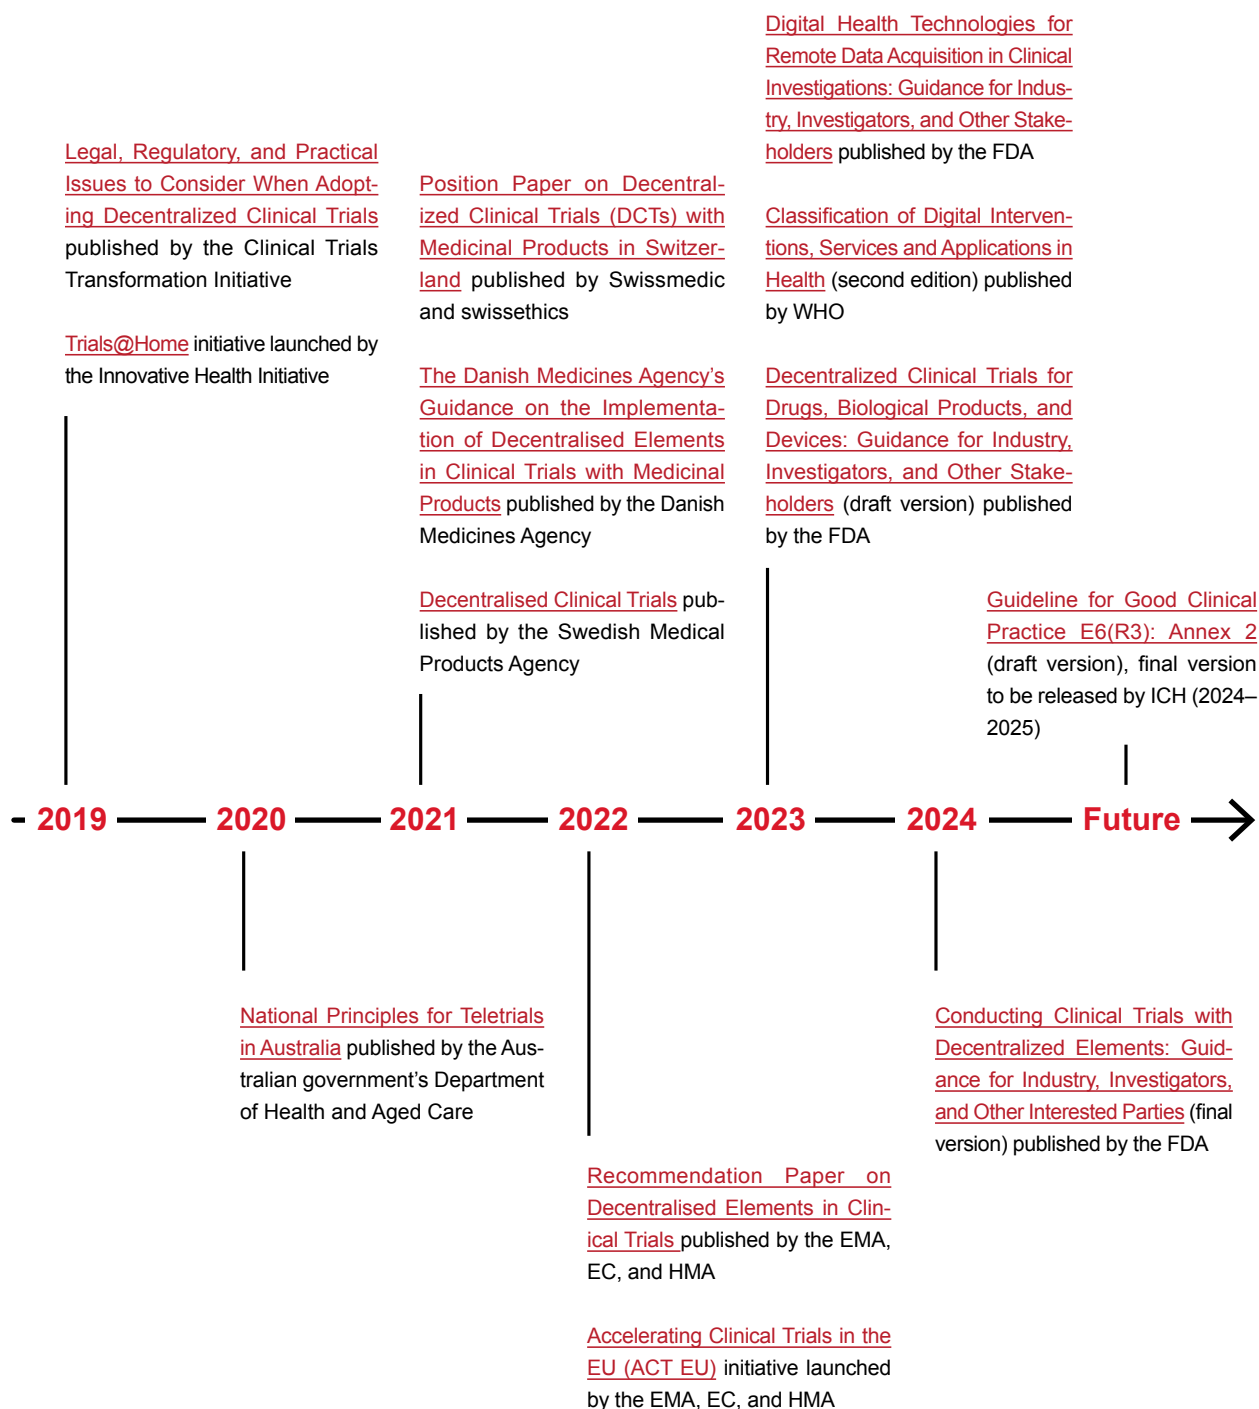 Legal, Regulatory, and Practical
Issues to Consider When Adopt-
ing Decentralized Clinical Trials
published by the Clinical Trials
Transformation Initiative
Trials@Home initiative launched by
the Innovative Health Initiative
Position Paper on Decentral-
ized Clinical Trials (DCTs) with
Medicinal Products in Switzer-
land published by Swissmedic
and swissethics
The Danish Medicines Agency’s
Guidance on the Implementa-
tion of Decentralised Elements
in Clinical Trials with Medicinal
Products published by the Danish
Medicines Agency
Decentralised Clinical Trials pub-
lished by the Swedish Medical
Products Agency
Digital Health Technologies for
Remote Data Acquisition in Clinical
Investigations: Guidance for Indus-
try, Investigators, and Other Stake-
holders published by the FDA
Classification of Digital Interven-
tions, Services and Applications in
Health (second edition) published
by WHO
Decentralized Clinical Trials for
Drugs, Biological Products, and
Devices: Guidance for Industry,
Investigators, and Other Stake-
holders (draft version) published
by the FDA
Guideline for Good Clinical
Practice E6(R3): Annex 2
(draft version), final version
to be released by ICH (2024–
2025)
2019 2020 2021 2022 2023 2024 Future
National Principles for Teletrials
in Australia published by the Aus-
tralian government’s Department
of Health and Aged Care
Recommendation Paper on
Decentralised Elements in Clin-
ical Trials published by the EMA,
EC, and HMA
Accelerating Clinical Trials in the
EU (ACT EU) initiative launched
by the EMA, EC, and HMA
Conducting Clinical Trials with
Decentralized Elements: Guid-
ance for Industry, Investigators,
and Other Interested Parties (final
version) published by the FDA